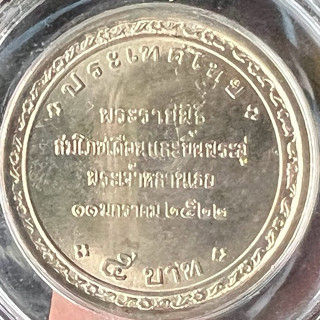 ประเทศไทย
พระราชพิธี
สมโภชเดือนและขึ้นพระอู่
พระเจ้าหลานเธอ
๑๑ มกราคม ๒๕๒๒
๕ บาท